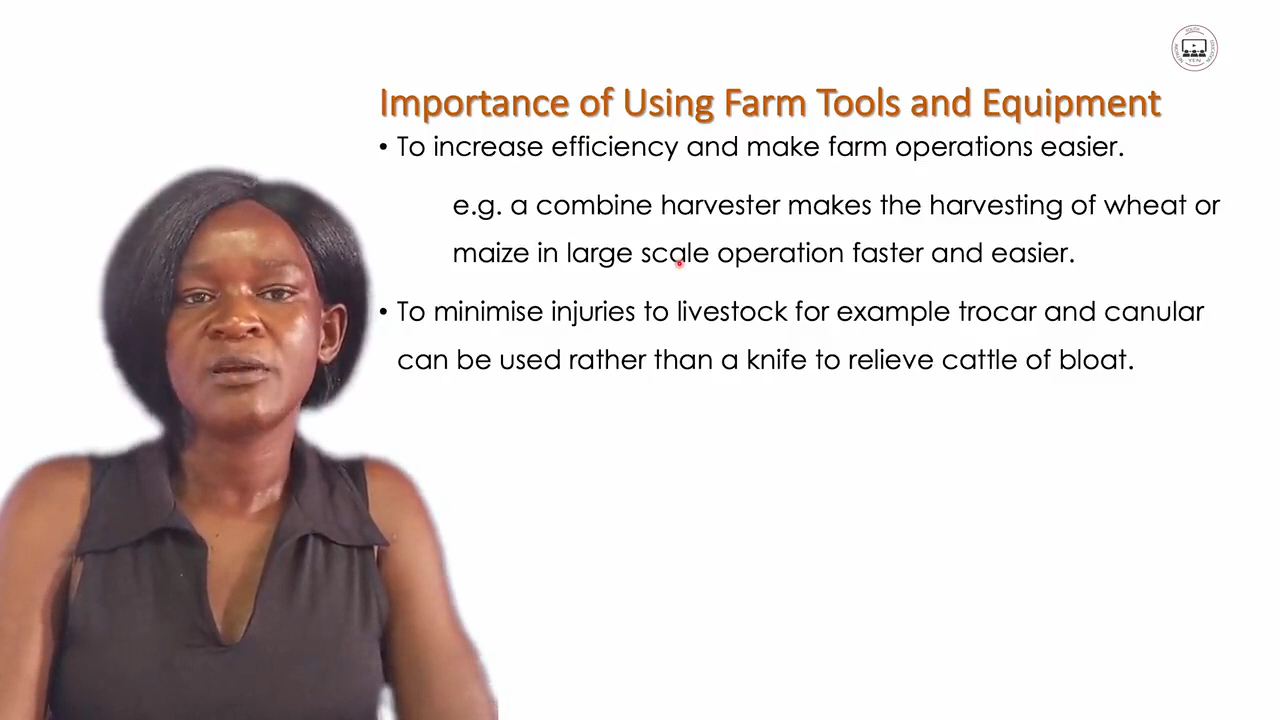 Importance of Using Farm Tools and Equipment
• To increase efficiency and make farm operations easier.
e.g. a combine harvester makes the harvesting of wheat or
maize in large scale operation faster and easier.
• To minimise injuries to livestock for example trocar and canular
can be used rather than a knife to relieve cattle of bloat.